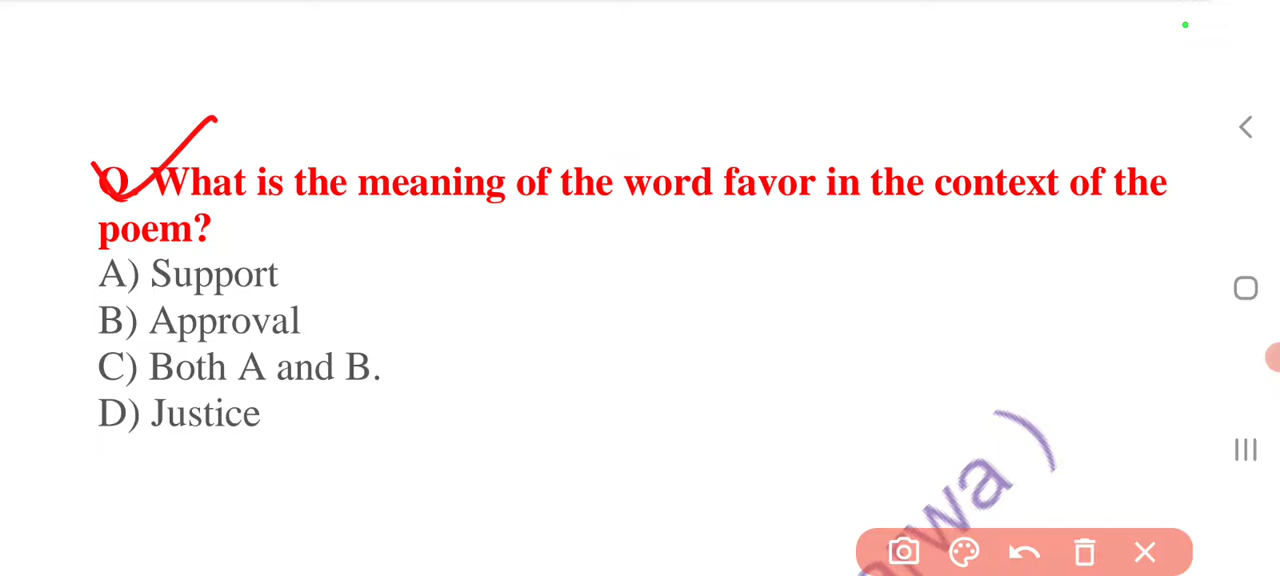 Q. What is the meaning of the word favor in the context of the
poem?
A) Support
B) Approval
C) Both A and B.
D) Justice